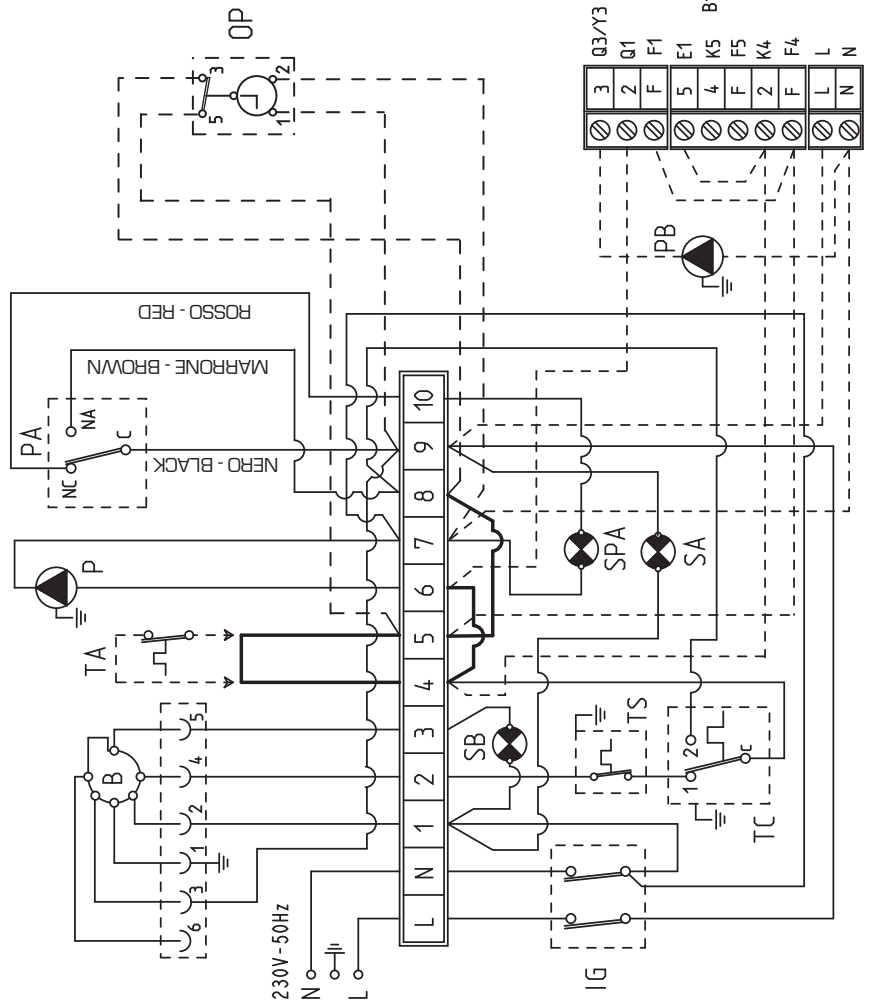 OP
3
5
2
1
Q3/Y3
Q1
F1
E1
K5
F5
K4
F4
L
N
3
2
F
5
4
F
2
F
L
N
PB
ROSSO - RED
MARRONE - BROWN
NERO - BLACK
PA
NA
NC
C
P
TA
B
5
4
2
1
3
6
230V-50Hz
N
L
L
N
1
2
3
4
5
6
7
8
9
10
SPA
SA
SB
TS
TC
1
2
C
IG